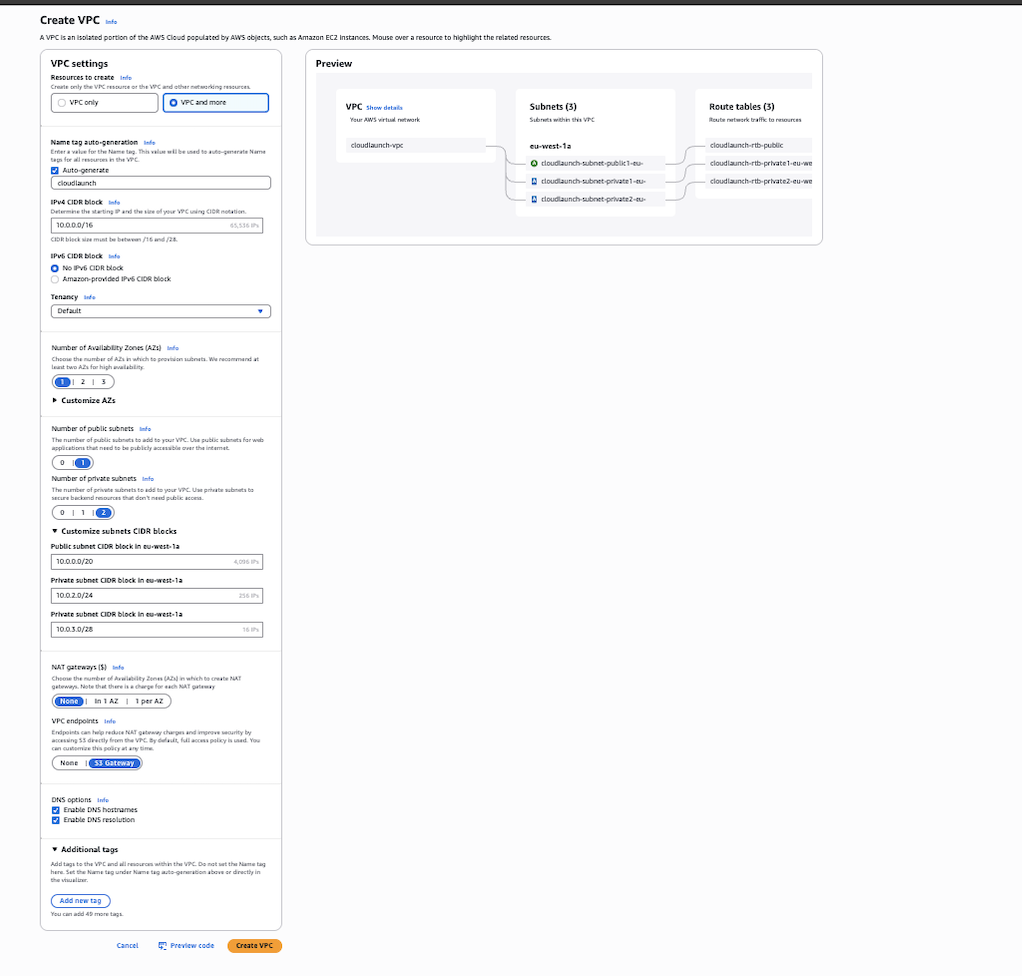 Create VPC Info
A VPC is an isolated portion of the AWS Cloud populated by AWS objects, such as Amazon EC2 instances. Mouse over a resource to highlight the related resources.
VPC settings
Resources to create Info
Create only the VPC resource or the VPC and other networking resources.
VPC only
VPC and more
Name tag auto-generation Info
Enter a value for the Name tag. This value will be used to auto-generate Name
tags for all resources in the VPC.
Auto-generate
cloudlaunch
IPv4 CIDR block Info
Determine the starting IP and the size of your VPC using CIDR notation.
10.0.0.0/16 65,536 IPs
CIDR block size must be between /16 and /28.
IPv6 CIDR block Info
No IPv6 CIDR block
Amazon-provided IPv6 CIDR block
Tenancy Info
Default
Number of Availability Zones (AZs) Info
Choose the number of AZs in which to provision subnets. We recommend at
least two AZs for high availability.
1 | 2 | 3
Customize AZs
Number of public subnets Info
The number of public subnets to add to your VPC. Use public subnets for web
applications that need to be publicly accessible over the internet.
0 | 1
Number of private subnets Info
The number of private subnets to add to your VPC. Use private subnets to
secure backend resources that don't need public access.
0 | 1 | 2
Customize subnets CIDR blocks
Public subnet CIDR block in eu-west-1a
10.0.0.0/20 4,096 IPs
Private subnet CIDR block in eu-west-1a
10.0.2.0/24 256 IPs
Private subnet CIDR block in eu-west-1a
10.0.3.0/28 16 IPs
NAT gateways ($) Info
Choose the number of Availability Zones (AZs) in which to create NAT
gateways. Note that there is a charge for each NAT gateway
None | In 1 AZ | 1 per AZ
VPC endpoints Info
Endpoints can help reduce NAT gateway charges and improve security by
accessing S3 directly from the VPC. By default, full access policy is used. You
can customize this policy at any time.
None | S3 Gateway
DNS options Info
Enable DNS hostnames
Enable DNS resolution
Additional tags
Add tags to the VPC and all resources within the VPC. Do not set the Name tag
here. Set the Name tag under Name tag auto-generation above or directly in
the visualizer.
Add new tag
You can add 49 more tags.
Cancel Preview code Create VPC
Preview
VPC Show details
Your AWS virtual network
cloudlaunch-vpc
Subnets (3)
Subnets within this VPC
eu-west-1a
cloudlaunch-subnet-public1-eu-
cloudlaunch-subnet-private1-eu-
cloudlaunch-subnet-private2-eu-
Route tables (3)
Route network traffic to resources
cloudlaunch-rtb-public
cloudlaunch-rtb-private1-eu-we
cloudlaunch-rtb-private2-eu-we